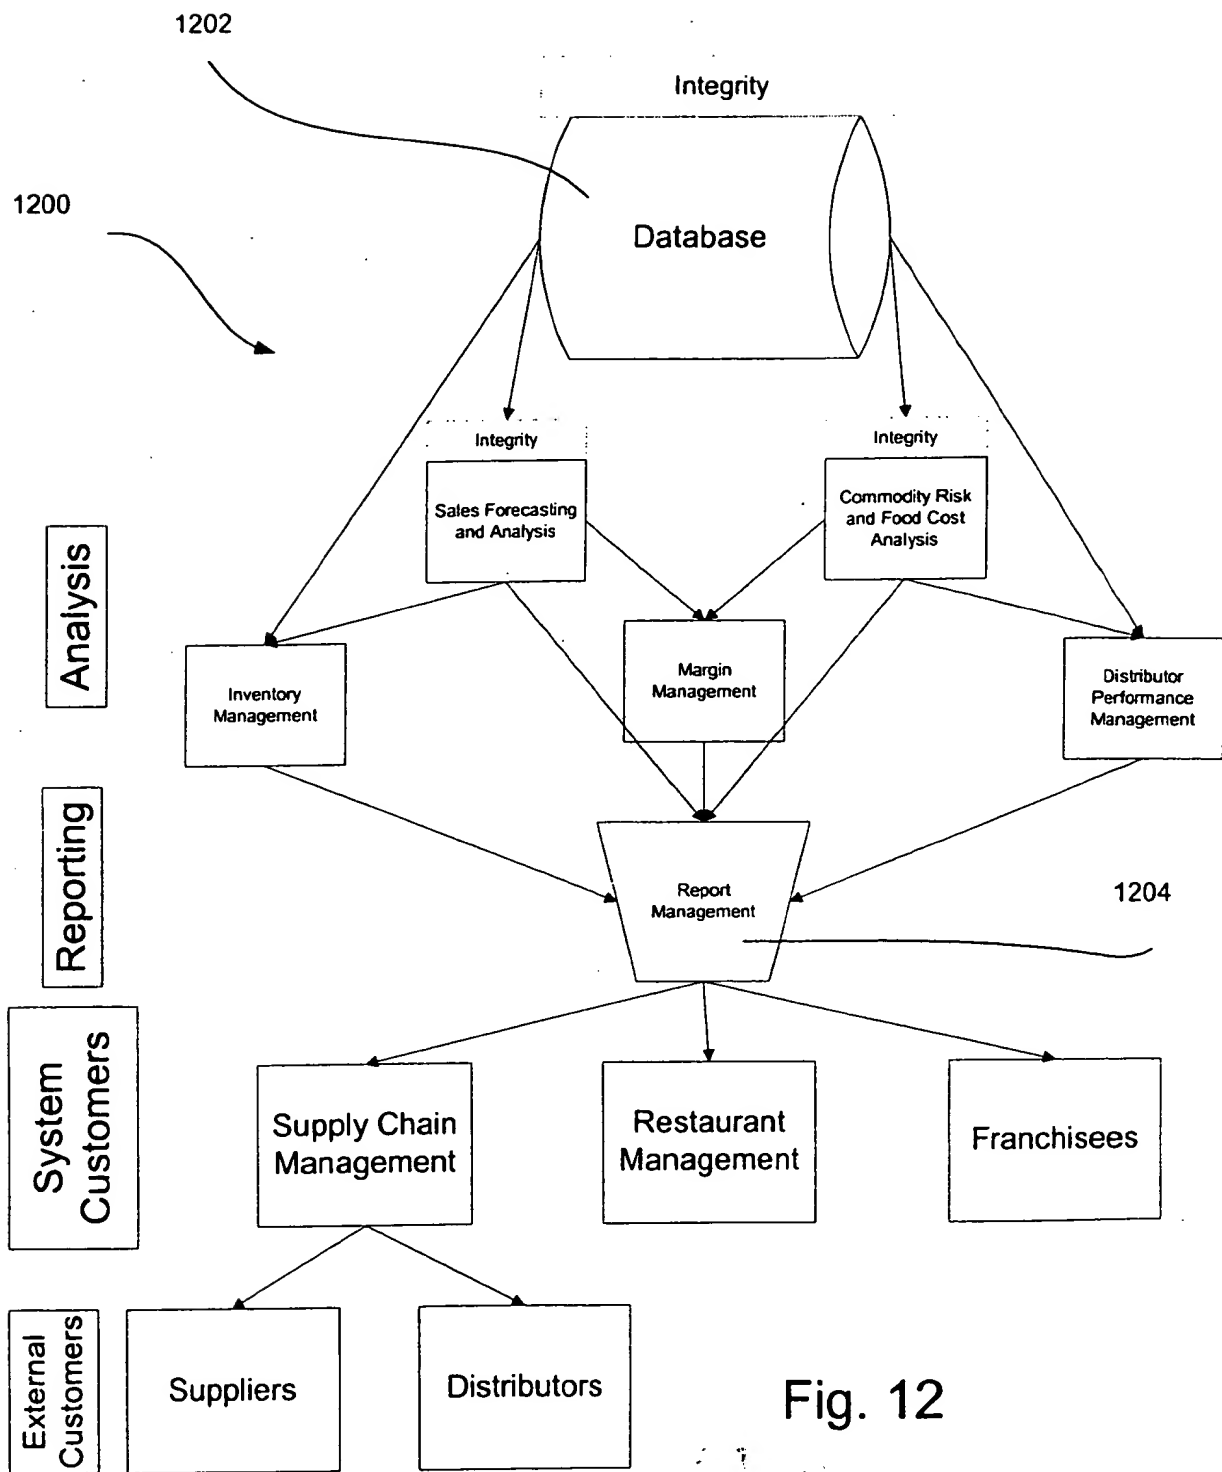 1202
Integrity
1200
Database
Integrity
Integrity
Sales Forecasting
and Analysis
Commodity Risk
and Food Cost
Analysis
Analysis
Inventory
Management
Margin
Management
Distributor
Performance
Management
Reporting
Report
Management
1204
System
Customers
Supply Chain
Management
Restaurant
Management
Franchisees
External
Customers
Suppliers
Distributors
Fig. 12